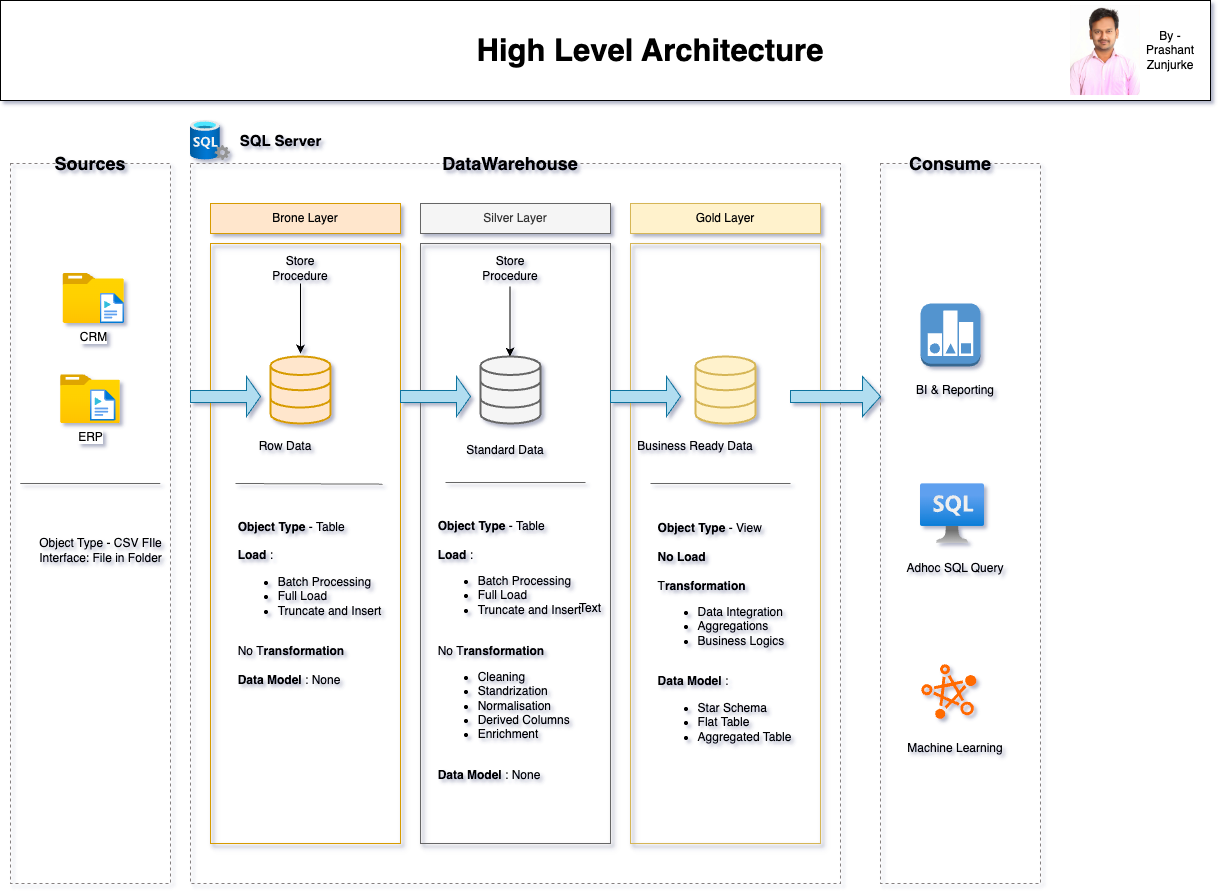 High Level Architecture
By -
Prashant
Zunjurke
SQL
SQL Server
Sources
DataWarehouse
Consume
Brone Layer
Silver Layer
Gold Layer
Store
Procedure
Store
Procedure
CRM
ERP
Row Data
Standard Data
Business Ready Data
BI & Reporting
Object Type - CSV FIle
Interface: File in Folder
Object Type - Table
Load :
Batch Processing
Full Load
Truncate and Insert
No Transformation
Data Model : None
Object Type - Table
Load :
Batch Processing
Full Load
Truncate and Insert
Text
No Transformation
Cleaning
Standrization
Normalisation
Derived Columns
Enrichment
Data Model : None
Object Type - View
No Load
Transformation
Data Integration
Aggregations
Business Logics
Data Model :
Star Schema
Flat Table
Aggregated Table
SQL
Adhoc SQL Query
Machine Learning